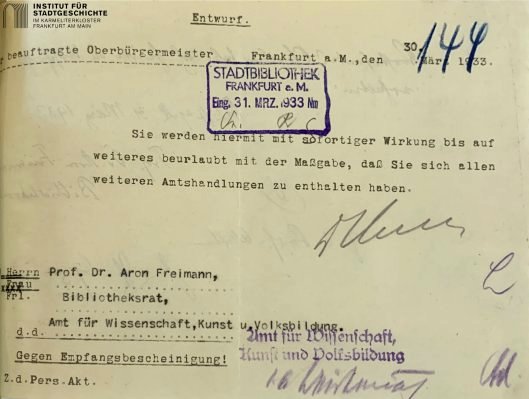 INSTITUT FÜR
STADTGESCHICHTE
IM KARMELITERKLOSTER
FRANKFURT AM MAIN
Entwurf.
r beauftragte Oberbürgermeister Frankfurt a.M., den 30. März 1933.
144
STADTBIBLIOTHEK
FRANKFURT a. M.
Eing. 31. MRZ. 1933 Nm
Sie werden hiermit mit sofortiger Wirkung bis auf
weiteres beurlaubt mit der Maßgabe, daß Sie sich allen
weiteren Amtshandlungen zu enthalten haben.
Herrn Prof. Dr. Aron Freimann,
Frau
Frl. Bibliotheksrat,
Amt für Wissenschaft, Kunst u. Volksbildung.
d.d.
Amt für Wissenschaft,
Kunst und Volksbildung
Gegen Empfangsbescheinigung!
Z.d.Pers.Akt.